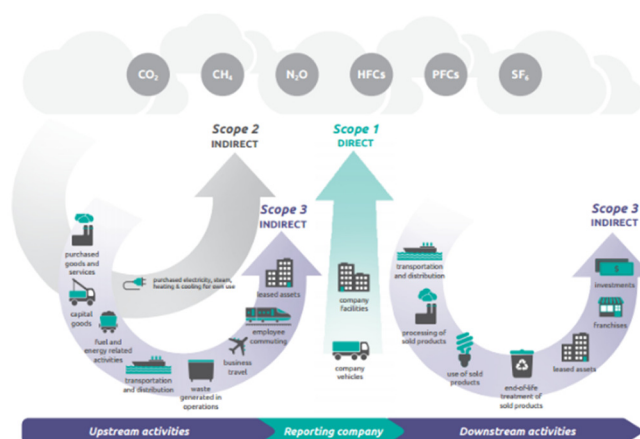 CO₂
CH₄
N₂O
HFCs
PFCs
SF₆
Scope 2
INDIRECT
Scope 1
DIRECT
Scope 3
INDIRECT
Scope 3
INDIRECT
purchased
goods and
services
capital
goods
fuel and
energy related
activities
transportation
and distribution
waste
generated in
operations
business
travel
employee
commuting
leased assets
purchased electricity, steam,
heating & cooling for own use
company
facilities
company
vehicles
transportation
and distribution
processing of
sold products
use of sold
products
end-of-life
treatment of
sold products
leased assets
franchises
investments
$
Upstream activities
Reporting company
Downstream activities